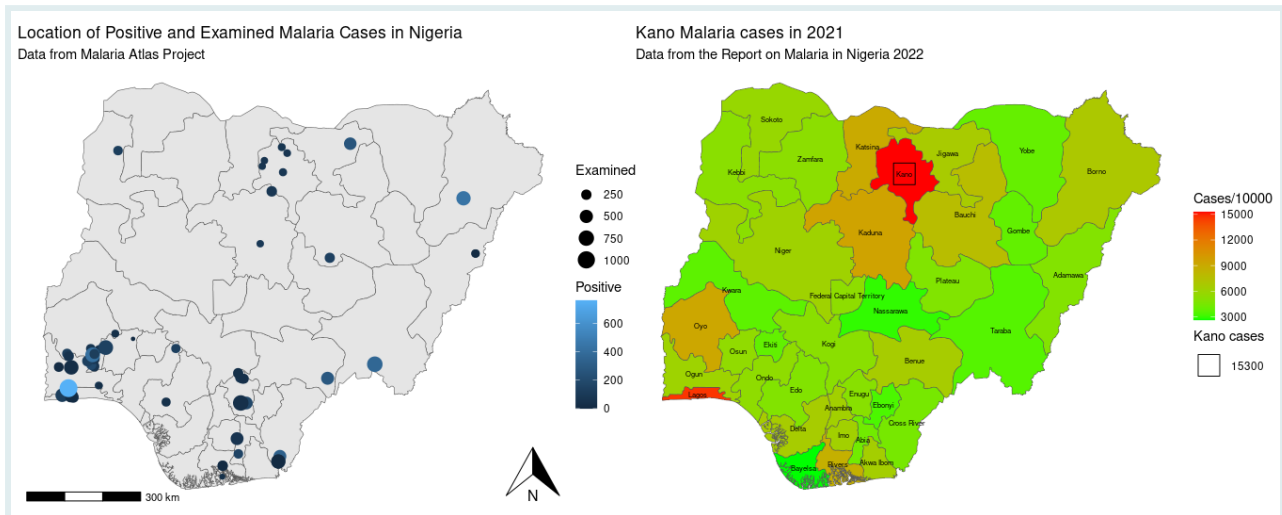 Location of Positive and Examined Malaria Cases in Nigeria
Data from Malaria Atlas Project
Examined
250
500
750
1000
Positive
600
400
200
0
N
300 km
Kano Malaria cases in 2021
Data from the Report on Malaria in Nigeria 2022
Sokoto
Katsina
Jigawa
Yobe
Zamfara
Kebbi
Kano
Borno
Bauchi
Kaduna
Gombe
Niger
Adamawa
Plateau
Kwara
Federal Capital Territory
Nassarawa
Oyo
Taraba
Ekiti
Kogi
Osun
Benue
Ogun
Ondo
Edo
Enugu
Lagos
Anambra
Ebonyi
Cross River
Delta
Imo
Abia
Bayelsa
Rivers
Akwa Ibom
Cases/10000
15000
12000
9000
6000
3000
Kano cases
15300